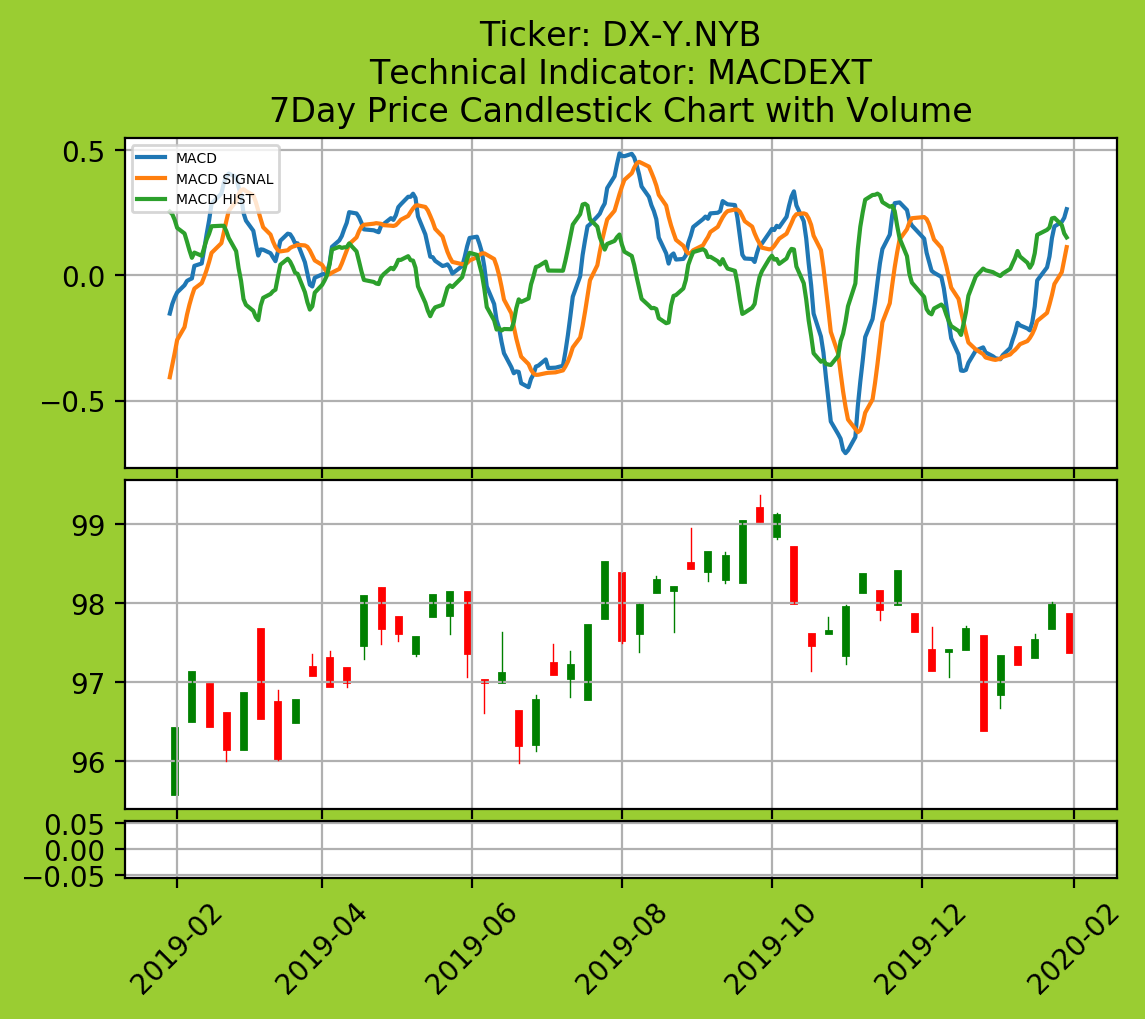 Ticker: DX-Y.NYB
Technical Indicator: MACDEXT
7Day Price Candlestick Chart with Volume
MACD
MACD SIGNAL
MACD HIST
0.5
0.0
−0.5
99
98
97
96
0.05
0.00
−0.05
2019-02
2019-04
2019-06
2019-08
2019-10
2019-12
2020-02